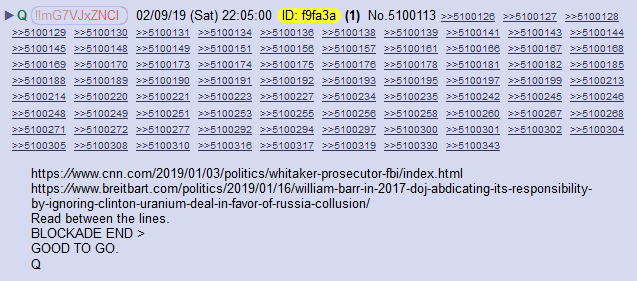 ▶ Q !!mG7VJxZNCI 02/09/19 (Sat) 22:05:00 ID: f9fa3a (1) No.5100113 >>5100126 >>5100127 >>5100128
>>5100129 >>5100130 >>5100131 >>5100134 >>5100136 >>5100138 >>5100139 >>5100141 >>5100143 >>5100144
>>5100145 >>5100148 >>5100149 >>5100151 >>5100156 >>5100160 >>5100161 >>5100166 >>5100167 >>5100168
>>5100170 >>5100173 >>5100174 >>5100175 >>5100176 >>5100178 >>5100181 >>5100182 >>5100185
>>5100188 >>5100189 >>5100190 >>5100192 >>5100193 >>5100195 >>5100197 >>5100199 >>5100213
>>5100214 >>5100220 >>5100221 >>5100223 >>5100227 >>5100234 >>5100235 >>5100242 >>5100245 >>5100246
>>5100248 >>5100249 >>5100251 >>5100253 >>5100255 >>5100256 >>5100258 >>5100260 >>5100267 >>5100268
>>5100271 >>5100272 >>5100277 >>5100292 >>5100294 >>5100297 >>5100300 >>5100301 >>5100302 >>5100304
>>5100305 >>5100308 >>5100310 >>5100316 >>5100317 >>5100319 >>5100330 >>5100343
https://www.cnn.com/2019/01/03/politics/whitaker-prosecutor-fbi/index.html
https://www.breitbart.com/politics/2019/01/16/william-barr-in-2017-doj-abdicating-its-responsibility-
by-ignoring-clinton-uranium-deal-in-favor-of-russia-collusion/
Read between the lines.
BLOCKADE END >
GOOD TO GO.
Q